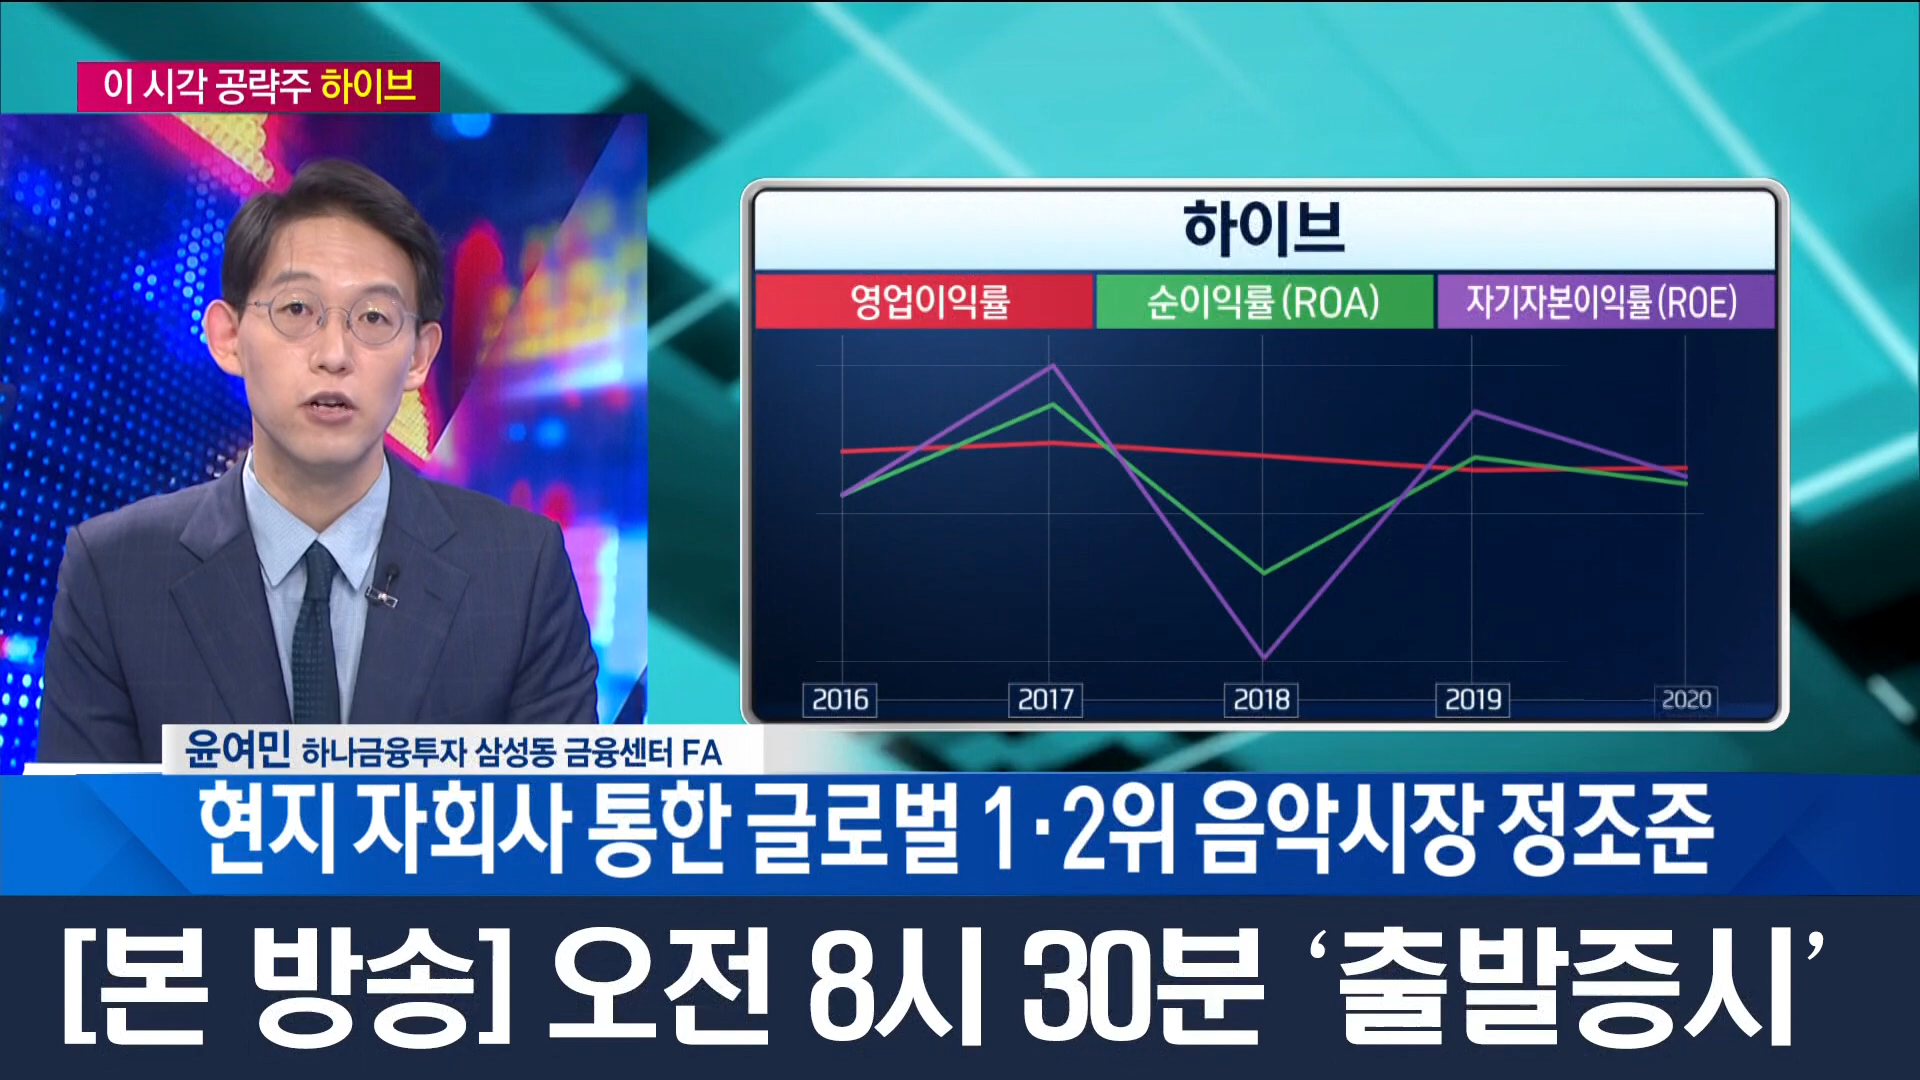 이 시각 공략주 하이브
하이브
영업이익률 순이익률(ROA) 자기자본이익률(ROE)
2016 2017 2018 2019 2020
윤여민 하나금융투자 삼성동 금융센터 FA
현지 자회사 통한 글로벌 1·2위 음악시장 정조준
[본 방송] 오전 8시 30분 ‘출발증시’